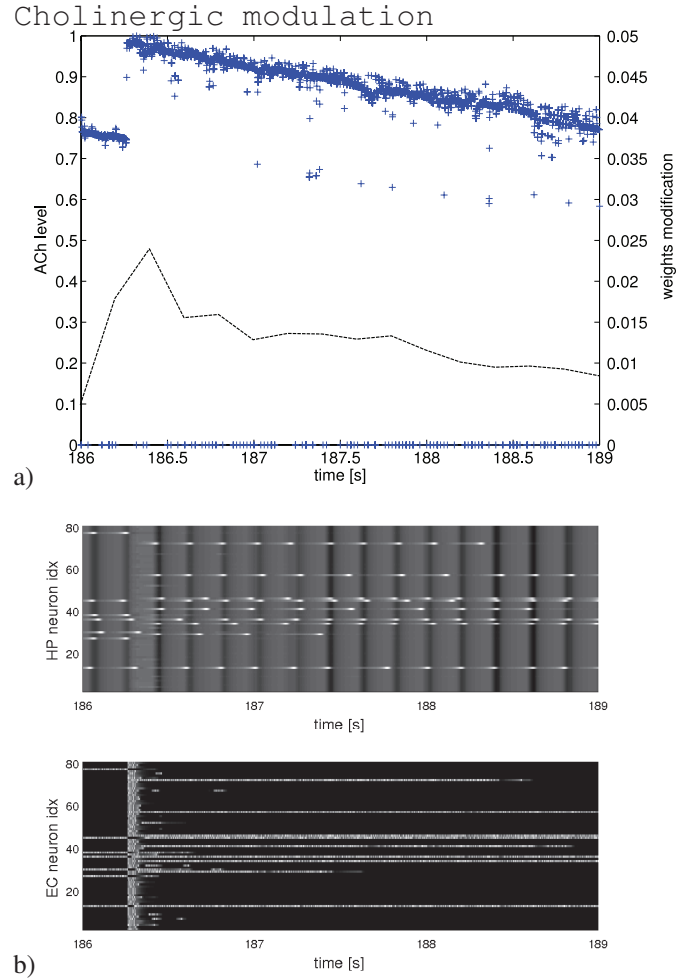 Cholinergic modulation
1
0.9
0.8
0.7
0.6
0.5
0.4
0.3
0.2
0.1
0
ACh level
0.05
0.045
0.04
0.035
0.03
0.025
0.02
0.015
0.01
0.005
0
weights modification
186 186.5 187 187.5 188 188.5 189
time [s]
a)
80
60
40
20
HP neuron idx
186 187 188 189
time [s]
80
60
40
20
EC neuron idx
186 187 188 189
time [s]
b)